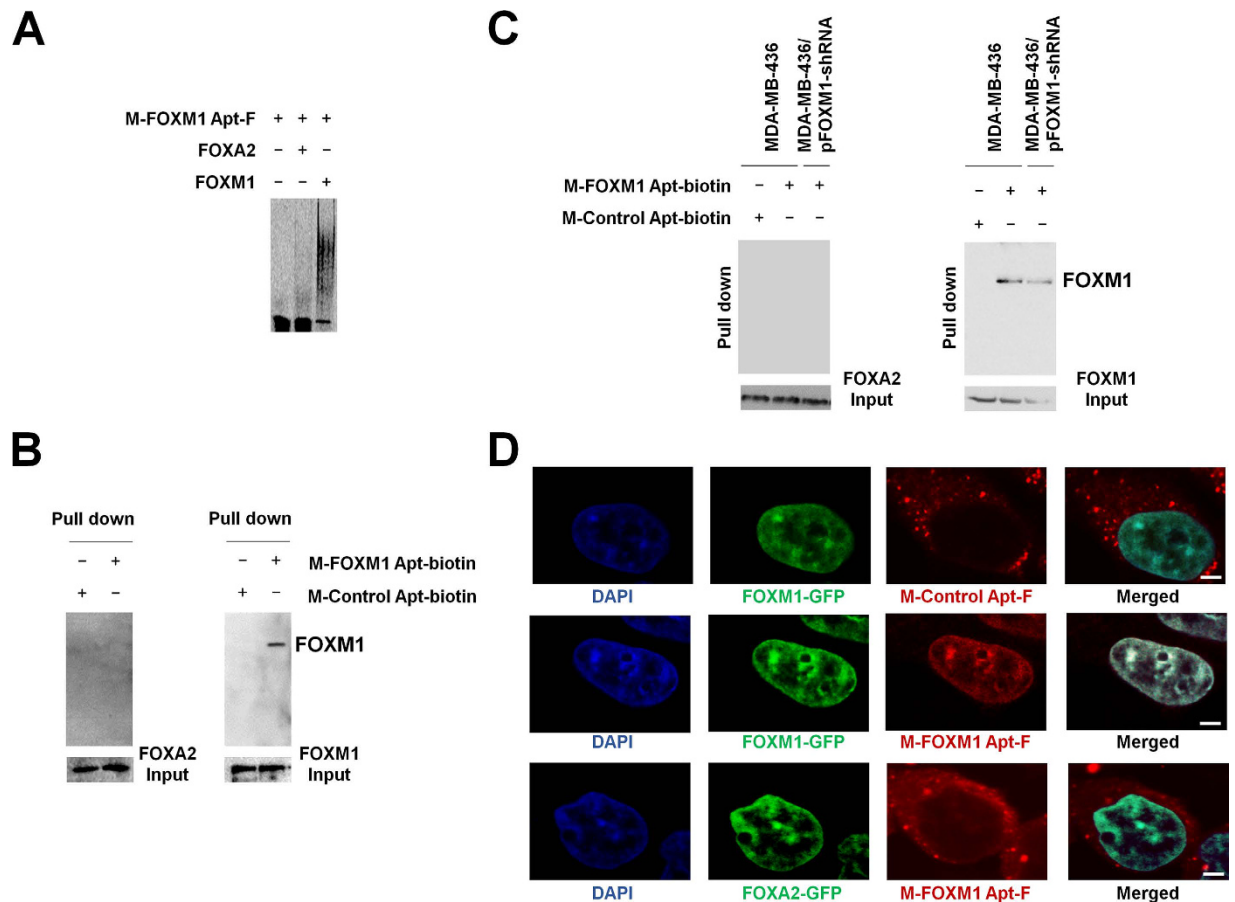 A
M-FOXM1 Apt-F + + +
FOXA2 – + –
FOXM1 – – +
C
MDA-MB-436
MDA-MB-436/
pFOXM1-shRNA
MDA-MB-436
MDA-MB-436/
pFOXM1-shRNA
M-FOXM1 Apt-biotin – + + – + +
M-Control Apt-biotin + – – + – –
Pull down
Pull down
FOXM1
FOXA2
Input
FOXM1
Input
B
Pull down
Pull down
– + – + M-FOXM1 Apt-biotin
+ – + – M-Control Apt-biotin
FOXM1
FOXA2
Input
FOXM1
Input
D
DAPI FOXM1-GFP M-Control Apt-F Merged
DAPI FOXM1-GFP M-FOXM1 Apt-F Merged
DAPI FOXA2-GFP M-FOXM1 Apt-F Merged